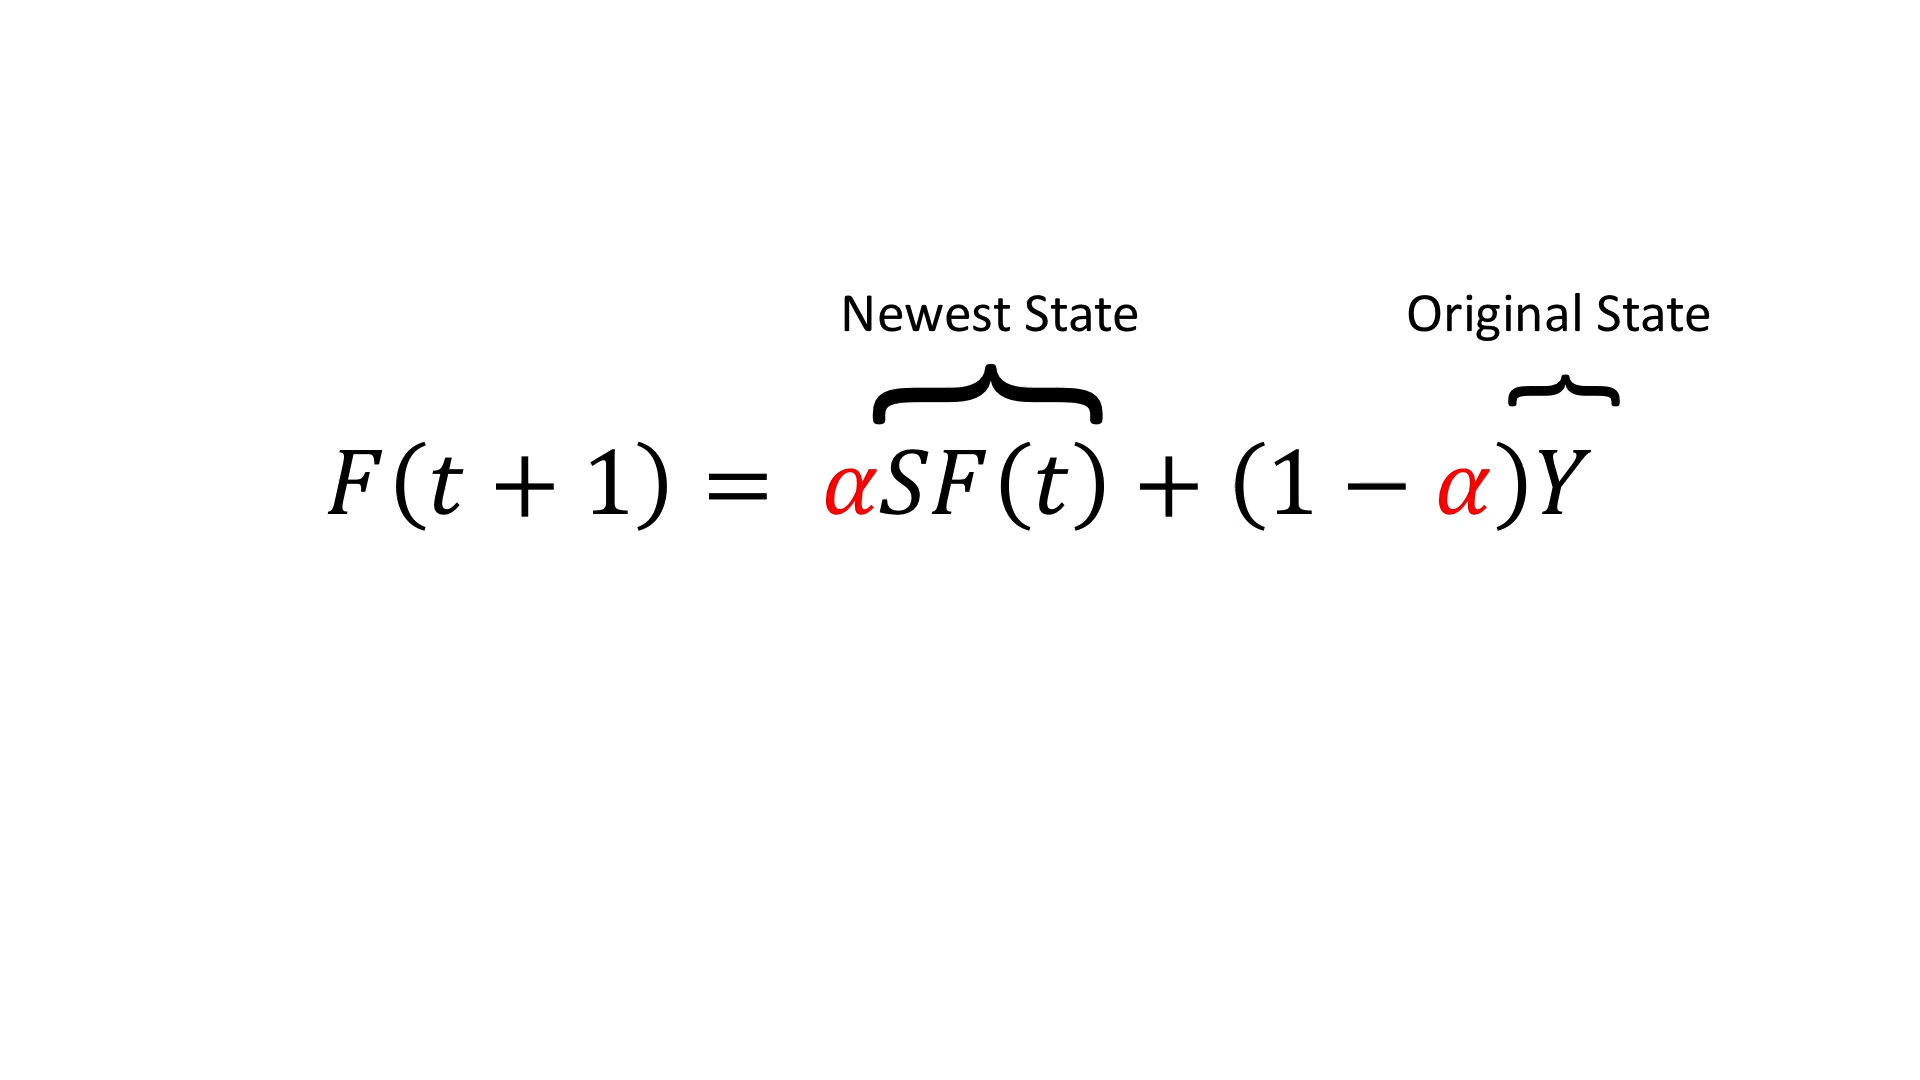 Newest State Original State
F(t + 1) = αSF(t) + (1 − α)Y